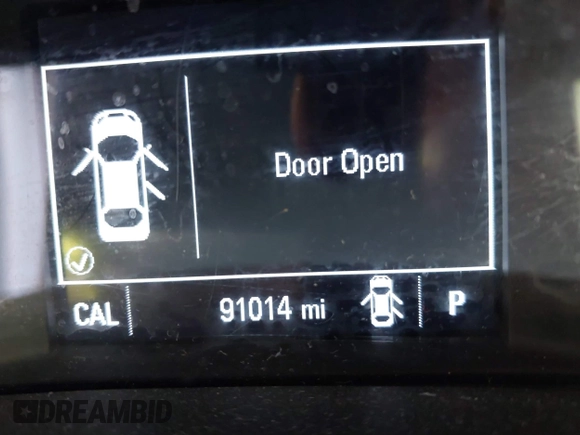 Door Open
CAL 91014 mi P
DREAMBID